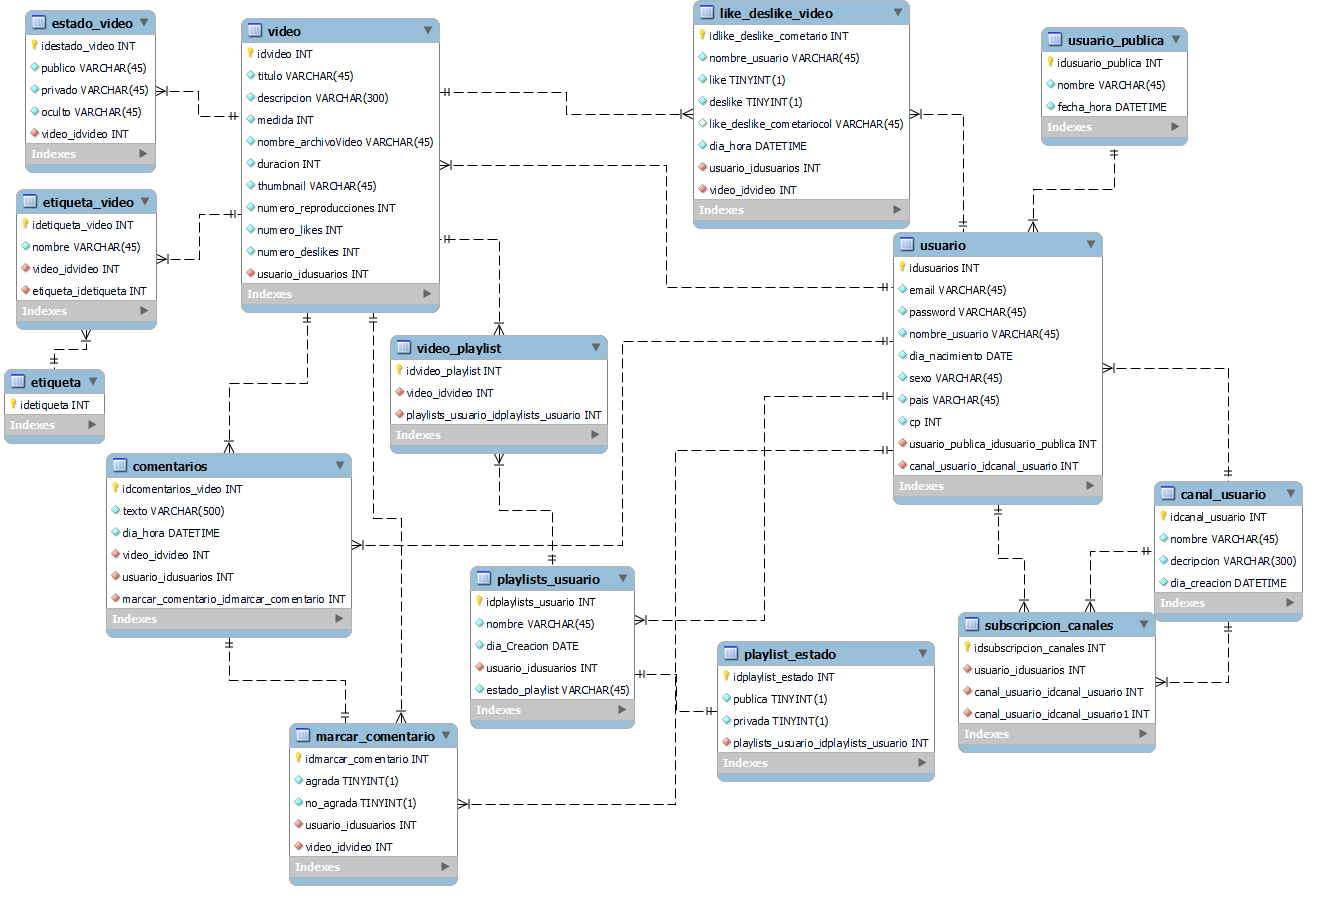 estado_video
idestado_video INT
publico VARCHAR(45)
privado VARCHAR(45)
oculto VARCHAR(45)
video_idvideo INT
Indexes
video
idvideo INT
titulo VARCHAR(45)
descripcion VARCHAR(300)
medida INT
nombre_archivoVideo VARCHAR(45)
duracion INT
thumbnail VARCHAR(45)
numero_reproducciones INT
numero_likes INT
numero_deslikes INT
usuario_idusuarios INT
Indexes
like_deslike_video
idlike_deslike_cometario INT
nombre_usuario VARCHAR(45)
like TINYINT(1)
deslike TINYINT(1)
like_deslike_cometariocol VARCHAR(45)
dia_hora DATETIME
usuario_idusuarios INT
video_idvideo INT
Indexes
usuario_publica
idusuario_publica INT
nombre VARCHAR(45)
fecha_hora DATETIME
Indexes
etiqueta_video
idetiqueta_video INT
nombre VARCHAR(45)
video_idvideo INT
etiqueta_idetiqueta INT
Indexes
usuario
idusuarios INT
email VARCHAR(45)
password VARCHAR(45)
nombre_usuario VARCHAR(45)
dia_nacimiento DATE
sexo VARCHAR(45)
pais VARCHAR(45)
cp INT
usuario_publica_idusuario_publica INT
canal_usuario_idcanal_usuario INT
Indexes
etiqueta
idetiqueta INT
Indexes
video_playlist
idvideo_playlist INT
video_idvideo INT
playlists_usuario_idplaylists_usuario INT
Indexes
comentarios
idcomentarios_video INT
texto VARCHAR(500)
dia_hora DATETIME
video_idvideo INT
usuario_idusuarios INT
marcar_comentario_idmarcar_comentario INT
Indexes
canal_usuario
idcanal_usuario INT
nombre VARCHAR(45)
decripcion VARCHAR(300)
dia_creacion DATETIME
Indexes
playlists_usuario
idplaylists_usuario INT
nombre VARCHAR(45)
dia_Creacion DATE
usuario_idusuarios INT
estado_playlist VARCHAR(45)
Indexes
subscripcion_canales
idsubscripcion_canales INT
usuario_idusuarios INT
canal_usuario_idcanal_usuario INT
canal_usuario_idcanal_usuario1 INT
Indexes
playlist_estado
idplaylist_estado INT
publica TINYINT(1)
privada TINYINT(1)
playlists_usuario_idplaylists_usuario INT
Indexes
marcar_comentario
idmarcar_comentario INT
agrada TINYINT(1)
no_agrada TINYINT(1)
usuario_idusuarios INT
video_idvideo INT
Indexes